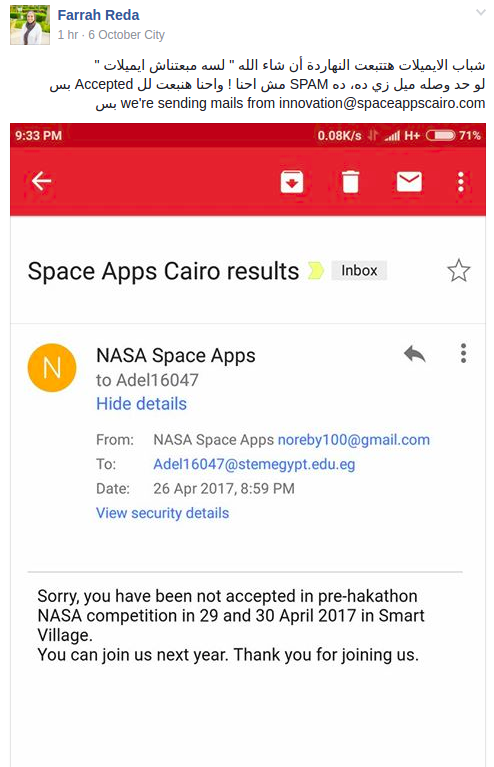 Farrah Reda
1 hr · 6 October City
شباب الايميلات هتتبعت النهاردة أن شاء الله " لسه مبعتناش ايميلات "
لو حد وصله ميل زي ده، ده SPAM مش احنا ! واحنا هنبعت لل Accepted بس
we're sending mails from innovation@spaceappscairo.com بس
9:33 PM 0.08K/s H+ 71%
Space Apps Cairo results Inbox
N
NASA Space Apps
to Adel16047
Hide details
From: NASA Space Apps noreby100@gmail.com
To: Adel16047@stemegypt.edu.eg
Date: 26 Apr 2017, 8:59 PM
View security details
Sorry, you have been not accepted in pre-hakathon
NASA competition in 29 and 30 April 2017 in Smart
Village.
You can join us next year. Thank you for joining us.